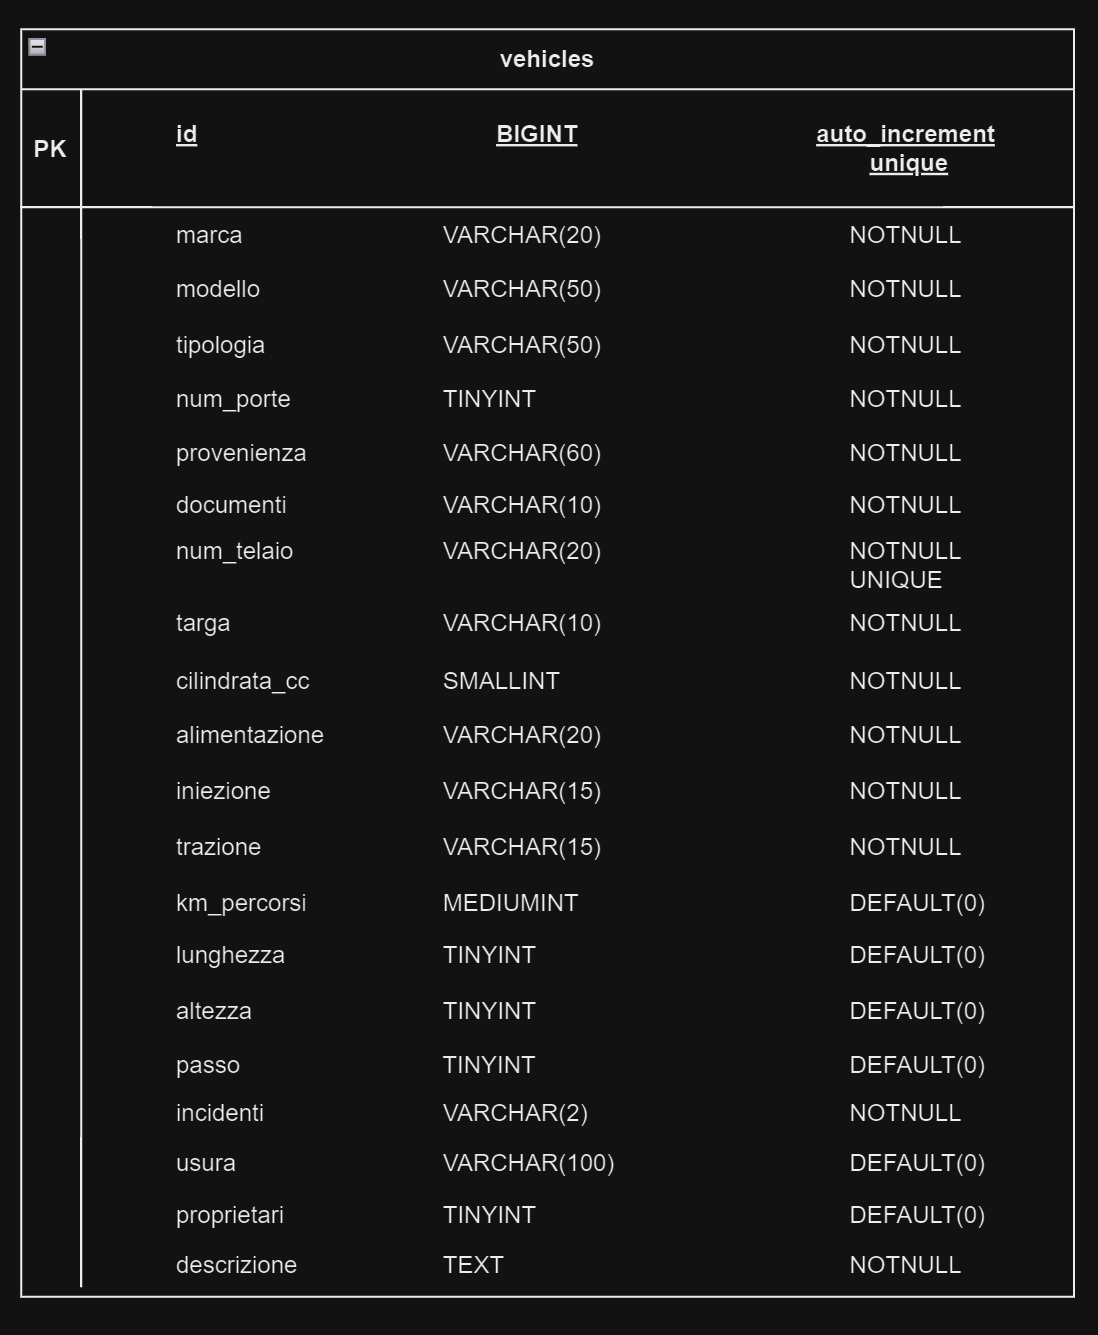 vehicles
PK id BIGINT auto_increment
unique
marca VARCHAR(20) NOTNULL
modello VARCHAR(50) NOTNULL
tipologia VARCHAR(50) NOTNULL
num_porte TINYINT NOTNULL
provenienza VARCHAR(60) NOTNULL
documenti VARCHAR(10) NOTNULL
num_telaio VARCHAR(20) NOTNULL
UNIQUE
targa VARCHAR(10) NOTNULL
cilindrata_cc SMALLINT NOTNULL
alimentazione VARCHAR(20) NOTNULL
iniezione VARCHAR(15) NOTNULL
trazione VARCHAR(15) NOTNULL
km_percorsi MEDIUMINT DEFAULT(0)
lunghezza TINYINT DEFAULT(0)
altezza TINYINT DEFAULT(0)
passo TINYINT DEFAULT(0)
incidenti VARCHAR(2) NOTNULL
usura VARCHAR(100) DEFAULT(0)
proprietari TINYINT DEFAULT(0)
descrizione TEXT NOTNULL